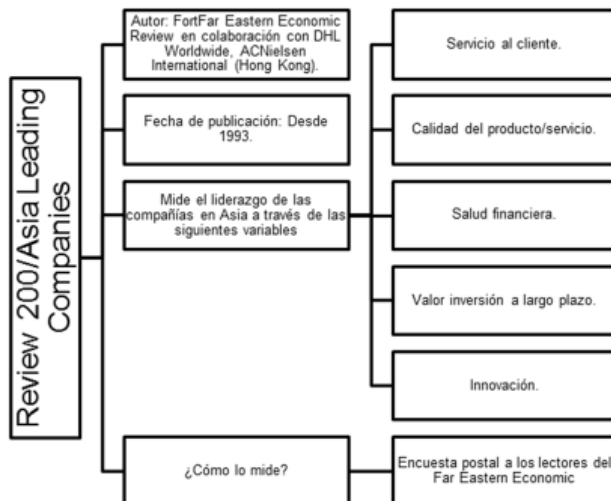 Review 200/Asia Leading
Companies
Autor: FortFar Eastern Economic
Review en colaboración con DHL
Worldwide, ACNielsen
International (Hong Kong).
Fecha de publicación: Desde
1993.
Mide el liderazgo de las
compañías en Asia a través de las
siguientes variables
Servicio al cliente.
Calidad del producto/servicio.
Salud financiera.
Valor inversión a largo plazo.
Innovación.
¿Cómo lo mide?
Encuesta postal a los lectores del
Far Eastern Economic